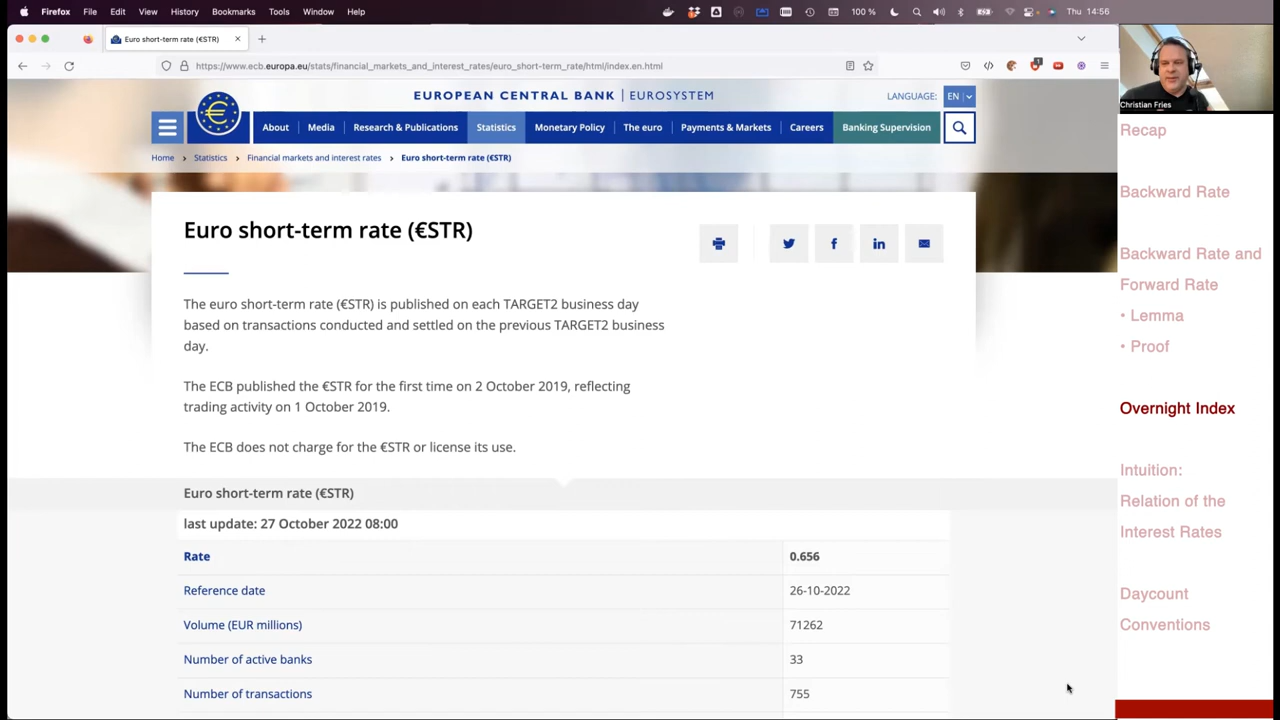 Firefox File Edit View History Bookmarks Tools Window Help 100 % Thu 14:56
Euro short-term rate (€STR)
https://www.ecb.europa.eu/stats/financial_markets_and_interest_rates/euro_short-term_rate/html/index.en.html
EUROPEAN CENTRAL BANK | EUROSYSTEM
LANGUAGE: EN
About Media Research & Publications Statistics Monetary Policy The euro Payments & Markets Careers Banking Supervision
Home > Statistics > Financial markets and interest rates > Euro short-term rate (€STR)
Euro short-term rate (€STR)
The euro short-term rate (€STR) is published on each TARGET2 business day
based on transactions conducted and settled on the previous TARGET2 business
day.
The ECB published the €STR for the first time on 2 October 2019, reflecting
trading activity on 1 October 2019.
The ECB does not charge for the €STR or license its use.
Euro short-term rate (€STR)
last update: 27 October 2022 08:00
Rate 0.656
Reference date 26-10-2022
Volume (EUR millions) 71262
Number of active banks 33
Number of transactions 755
Christian Fries
Recap
Backward Rate
Backward Rate and
Forward Rate
• Lemma
• Proof
Overnight Index
Intuition:
Relation of the
Interest Rates
Daycount
Conventions